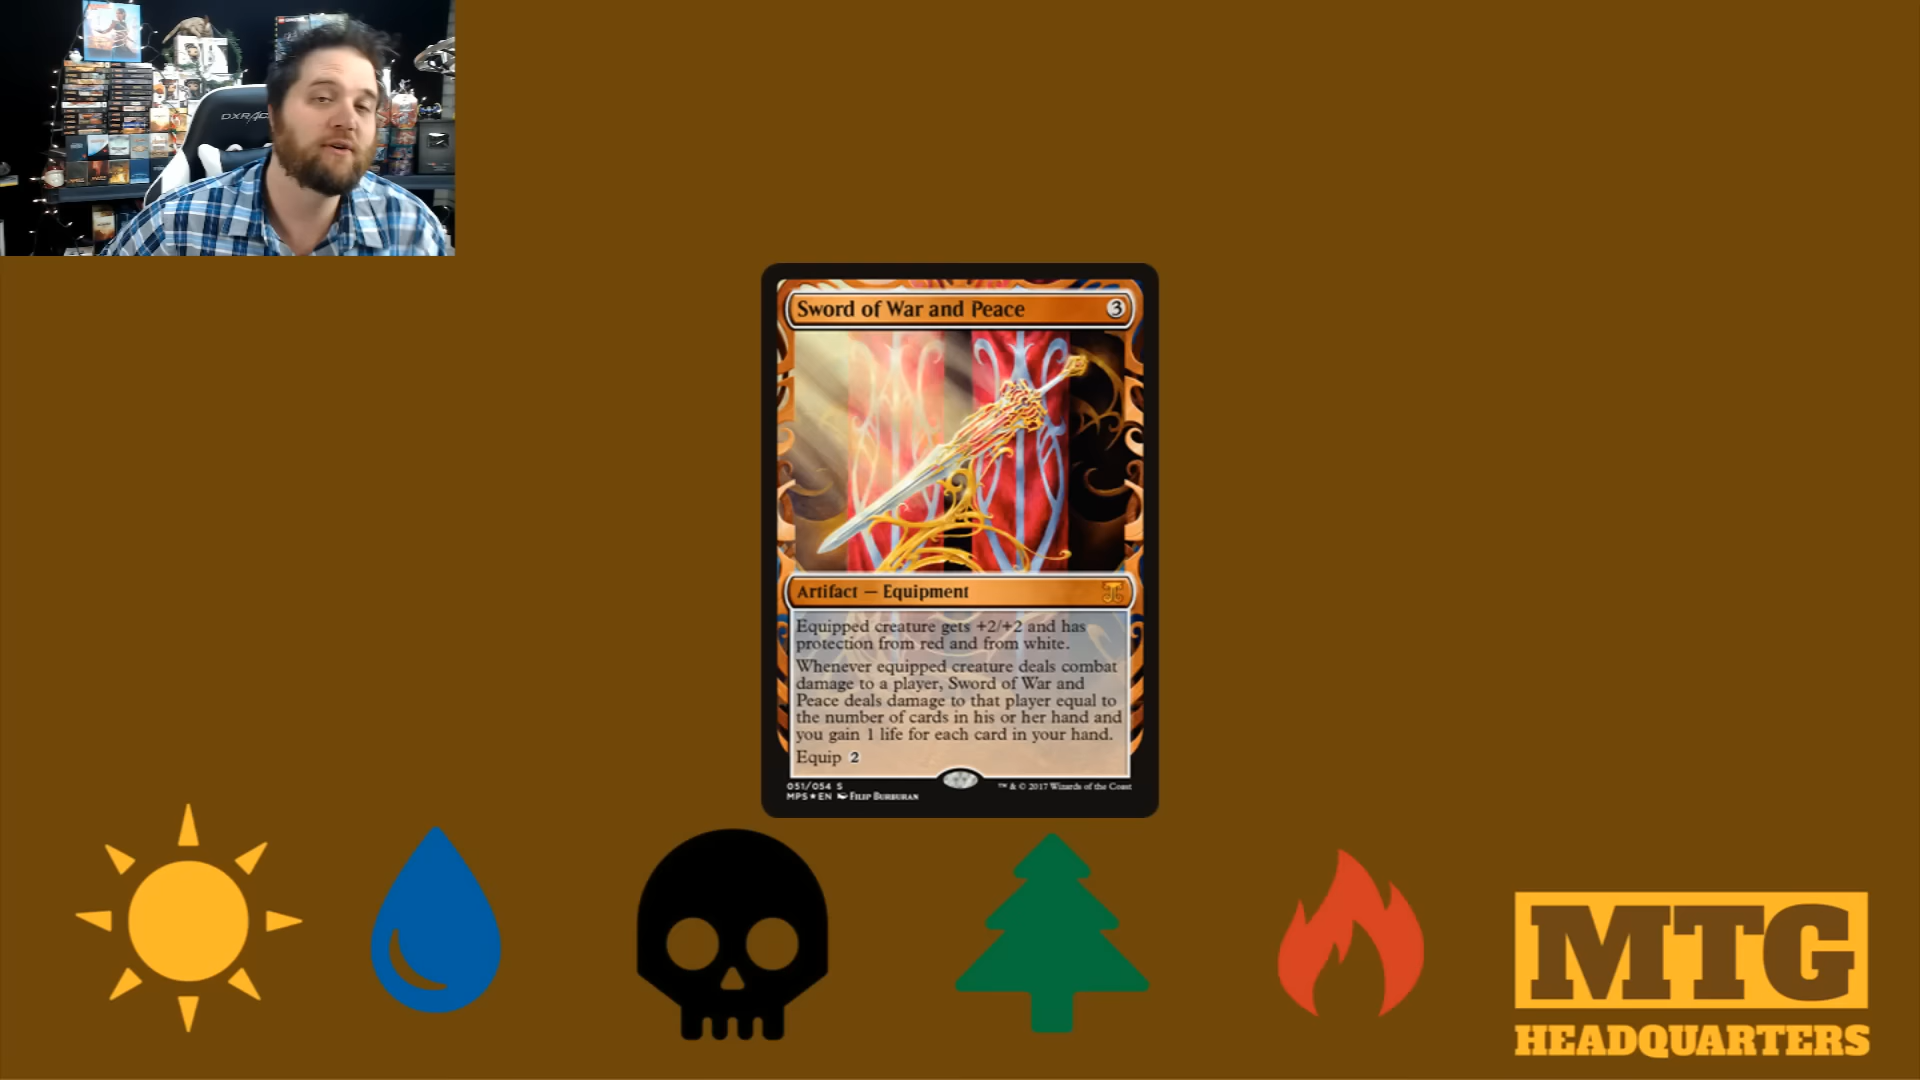 DXRAC
Sword of War and Peace 3
Artifact — Equipment
Equipped creature gets +2/+2 and has
protection from red and from white.
Whenever equipped creature deals combat
damage to a player, Sword of War and
Peace deals damage to that player equal to
the number of cards in his or her hand and
you gain 1 life for each card in your hand.
Equip 2
051/054 S
MPS★EN Filip Burburan
™ & © 2017 Wizards of the Coast
MTG
HEADQUARTERS